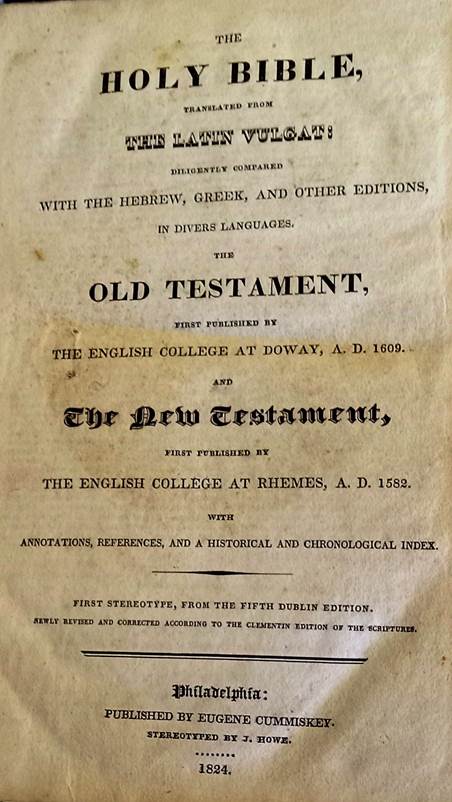 THE
HOLY BIBLE,
TRANSLATED FROM
THE LATIN VULGAT:
DILIGENTLY COMPARED
WITH THE HEBREW, GREEK, AND OTHER EDITIONS,
IN DIVERS LANGUAGES.
THE
OLD TESTAMENT,
FIRST PUBLISHED BY
THE ENGLISH COLLEGE AT DOWAY, A. D. 1609.
AND
The New Testament,
FIRST PUBLISHED BY
THE ENGLISH COLLEGE AT RHEMES, A. D. 1582.
WITH
ANNOTATIONS, REFERENCES, AND A HISTORICAL AND CHRONOLOGICAL INDEX.
FIRST STEREOTYPE, FROM THE FIFTH DUBLIN EDITION.
NEWLY REVISED AND CORRECTED ACCORDING TO THE CLEMENTIN EDITION OF THE SCRIPTURES.
Philadelphia:
PUBLISHED BY EUGENE CUMMISKEY.
STEREOTYPED BY J. HOWE.
........
1824.